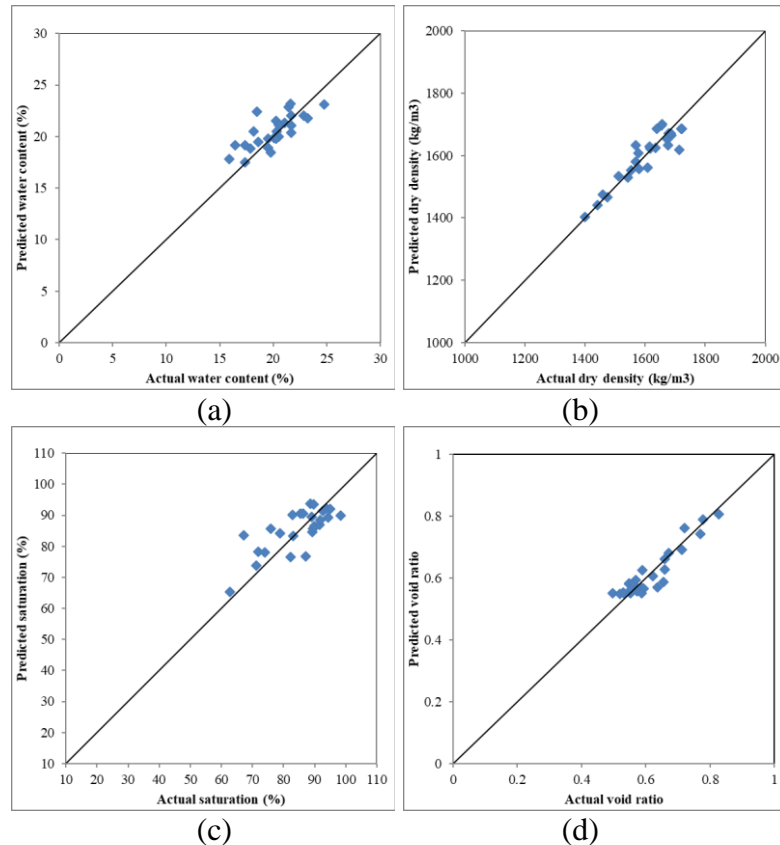 30
25
20
15
10
5
0
Predicted water content (%)
0 5 10 15 20 25 30
Actual water content (%)
(a)
2000
1800
1600
1400
1200
1000
Predicted dry density (kg/m3)
1000 1200 1400 1600 1800 2000
Actual dry density (kg/m3)
(b)
110
100
90
80
70
60
50
40
30
20
10
Predicted saturation (%)
10 20 30 40 50 60 70 80 90 100 110
Actual saturation (%)
(c)
1
0.8
0.6
0.4
0.2
0
Predicted void ratio
0 0.2 0.4 0.6 0.8 1
Actual void ratio
(d)